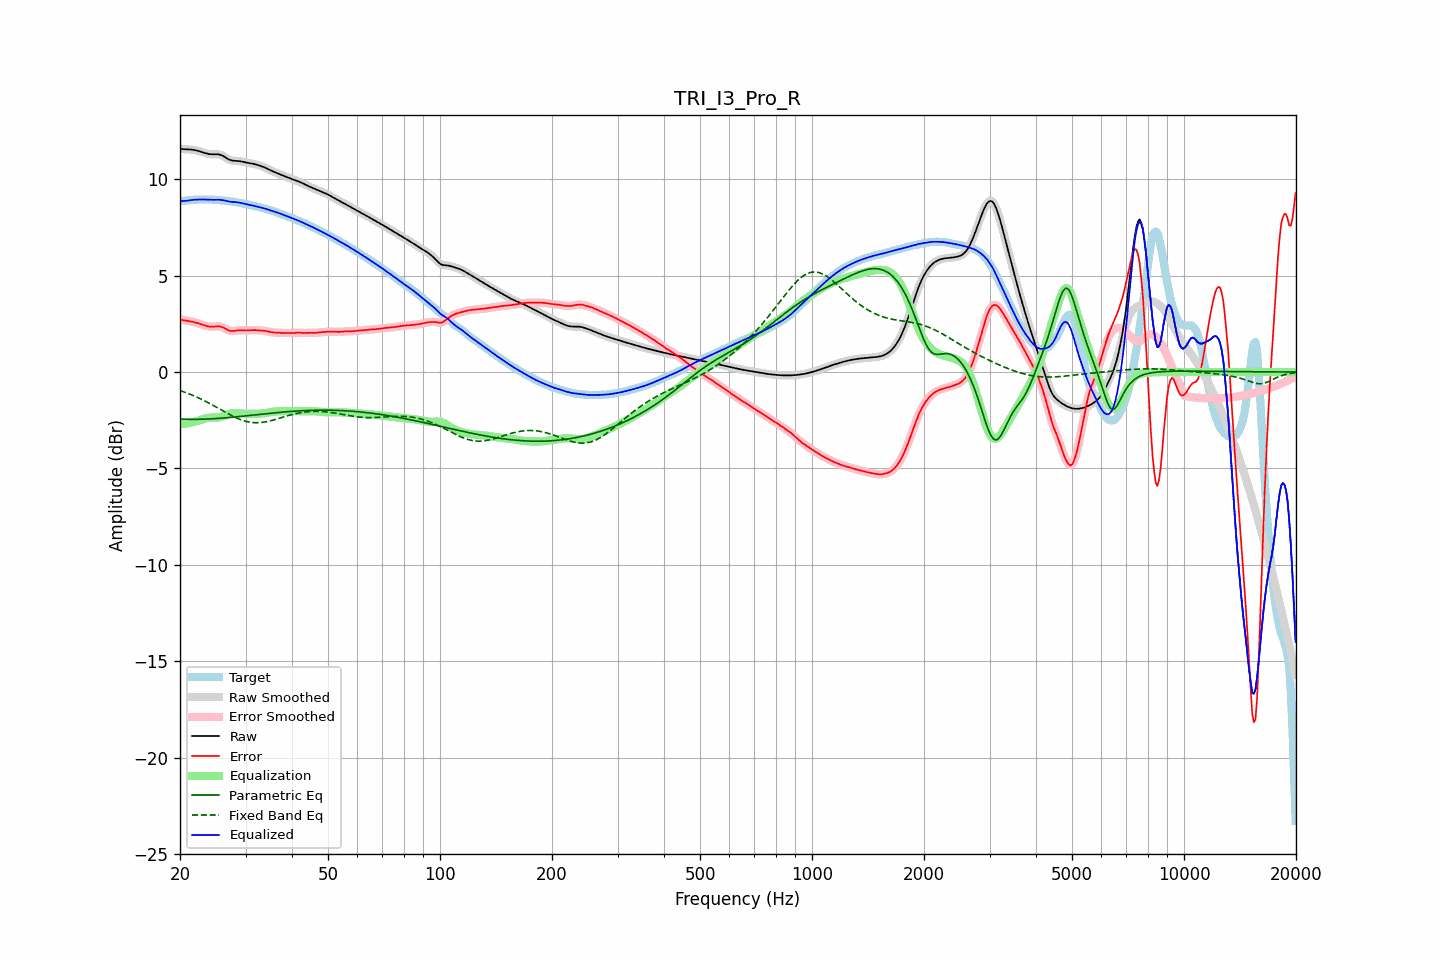 TRI_I3_Pro_R
Amplitude (dBr)
10
5
0
−5
−10
−15
−20
−25
Target
Raw Smoothed
Error Smoothed
Raw
Error
Equalization
Parametric Eq
Fixed Band Eq
Equalized
20 50 100 200 500 1000 2000 5000 10000 20000
Frequency (Hz)